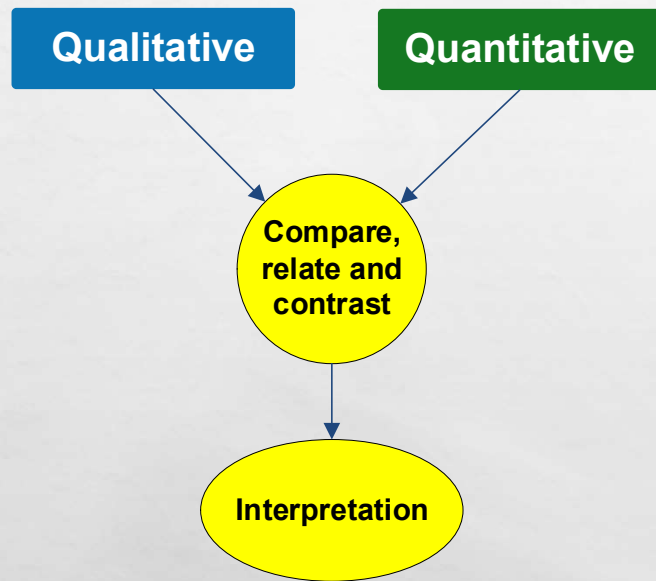 Qualitative
Quantitative
Compare,
relate and
contrast
Interpretation